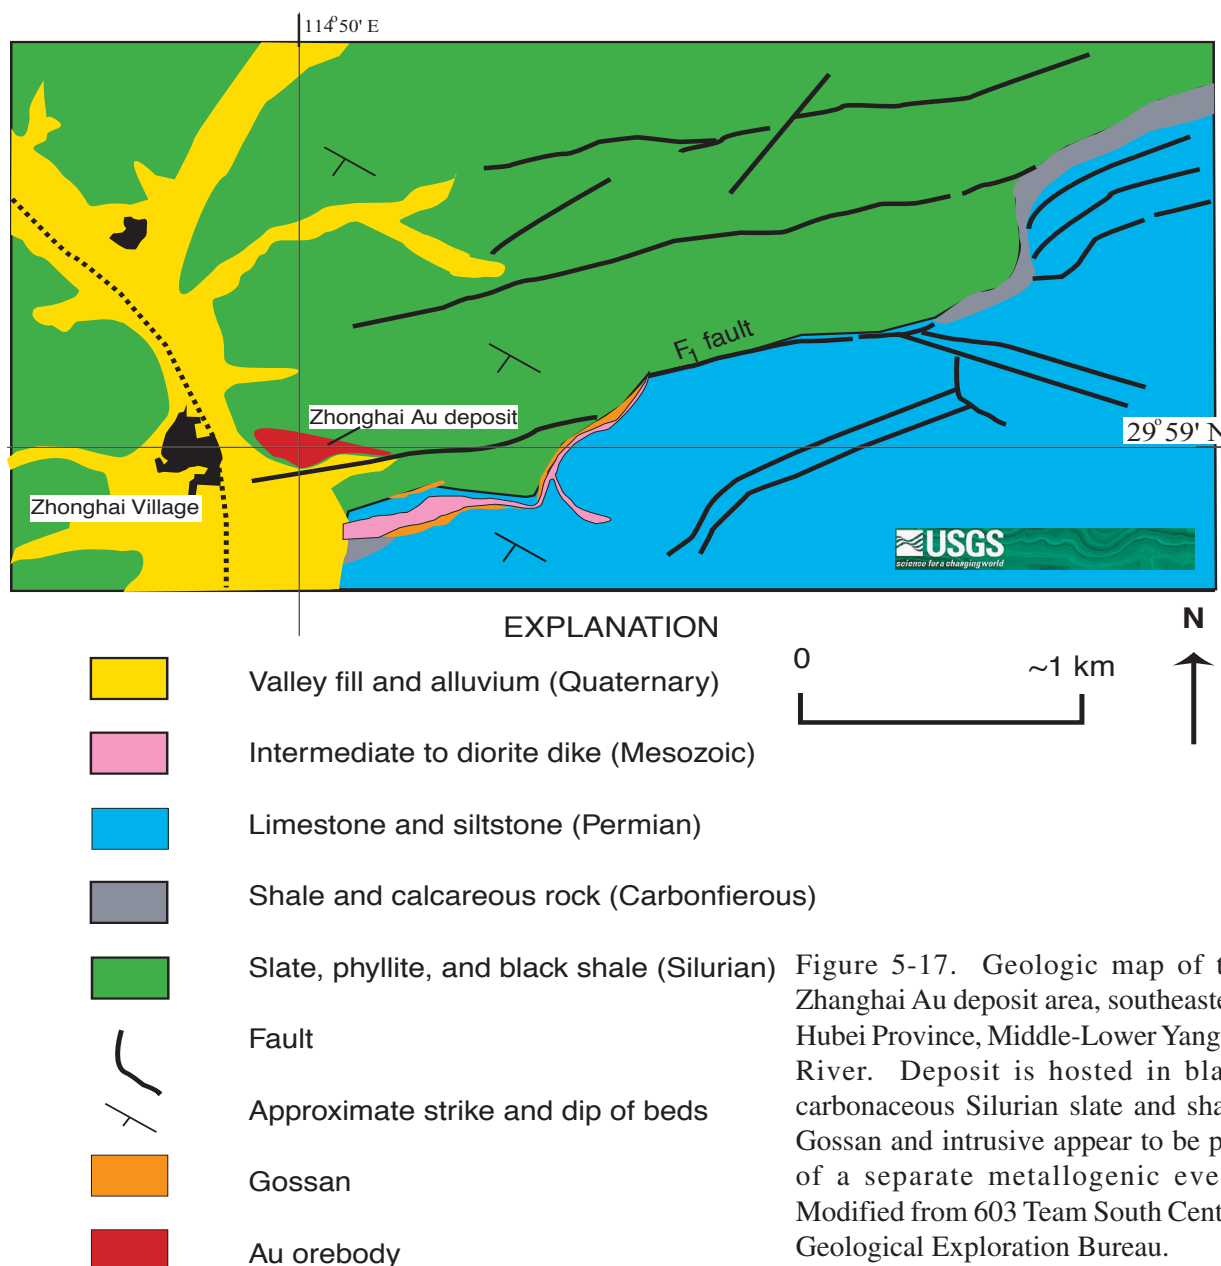 114°50' E
F1 fault
Zhonghai Au deposit
29°59' N
Zhonghai Village
USGS
science for a changing world
EXPLANATION
N
0 ~1 km
Valley fill and alluvium (Quaternary)
Intermediate to diorite dike (Mesozoic)
Limestone and siltstone (Permian)
Shale and calcareous rock (Carbonfierous)
Slate, phyllite, and black shale (Silurian)
Fault
Approximate strike and dip of beds
Gossan
Au orebody
Figure 5-17. Geologic map of t
Zhanghai Au deposit area, southeaste
Hubei Province, Middle-Lower Yang
River. Deposit is hosted in bla
carbonaceous Silurian slate and sha
Gossan and intrusive appear to be p
of a separate metallogenic eve
Modified from 603 Team South Cent
Geological Exploration Bureau.